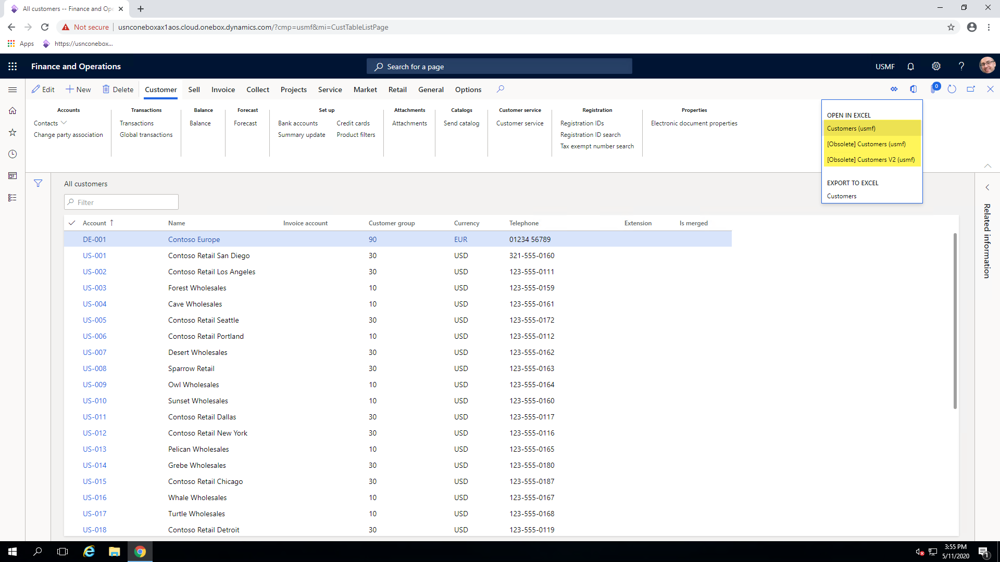 All customers -- Finance and Ope
Not secure
usnconeboxax1aos.cloud.onebox.dynamics.com/?cmp=usmf&mi=CustTableListPage
Apps
https://usnconebox...
Finance and Operations
Search for a page
USMF
?
Edit
New
Delete
Customer
Sell
Invoice
Collect
Projects
Service
Market
Retail
General
Options
0
Accounts
Contacts
Change party association
Transactions
Transactions
Global transactions
Balance
Balance
Forecast
Forecast
Set up
Bank accounts
Summary update
Credit cards
Product filters
Attachments
Attachments
Catalogs
Send catalog
Customer service
Customer service
Registration
Registration IDs
Registration ID search
Tax exempt number search
Properties
Electronic document properties
OPEN IN EXCEL
Customers (usmf)
[Obsolete] Customers (usmf)
[Obsolete] Customers V2 (usmf)
EXPORT TO EXCEL
Customers
Related information
All customers
Filter
Account Name Invoice account Customer group Currency Telephone Extension Is merged
DE-001 Contoso Europe 90 EUR 01234 56789
US-001 Contoso Retail San Diego 30 USD 321-555-0160
US-002 Contoso Retail Los Angeles 30 USD 123-555-0111
US-003 Forest Wholesales 10 USD 123-555-0159
US-004 Cave Wholesales 10 USD 123-555-0161
US-005 Contoso Retail Seattle 30 USD 123-555-0172
US-006 Contoso Retail Portland 10 USD 123-555-0112
US-007 Desert Wholesales 30 USD 123-555-0162
US-008 Sparrow Retail 30 USD 123-555-0163
US-009 Owl Wholesales 10 USD 123-555-0164
US-010 Sunset Wholesales 10 USD 123-555-0160
US-011 Contoso Retail Dallas 30 USD 123-555-0117
US-012 Contoso Retail New York 30 USD 123-555-0116
US-013 Pelican Wholesales 10 USD 123-555-0165
US-014 Grebe Wholesales 30 USD 123-555-0180
US-015 Contoso Retail Chicago 30 USD 123-555-0187
US-016 Whale Wholesales 10 USD 123-555-0167
US-017 Turtle Wholesales 10 USD 123-555-0168
US-018 Contoso Retail Detroit 30 USD 123-555-0119
3:55 PM
5/11/2020
1